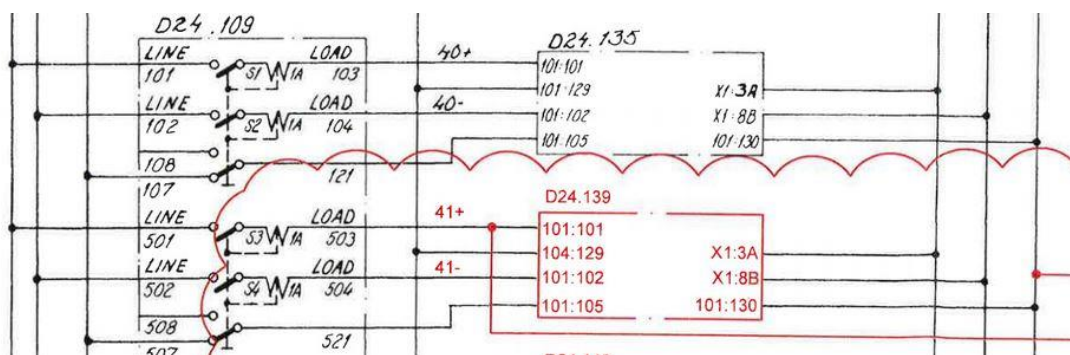 D24.109
LINE LOAD 40+
101 S1 1A 103
LINE LOAD 40-
102 S2 1A 104
108
107 121
D24.135
101:101
101:129 X1:3A
101:102 X1:8B
101:105 101:130
LINE LOAD 41+
501 S3 1A 503
LINE LOAD 41-
502 S4 1A 504
508
507 521
D24.139
101:101
104:129 X1:3A
101:102 X1:8B
101:105 101:130